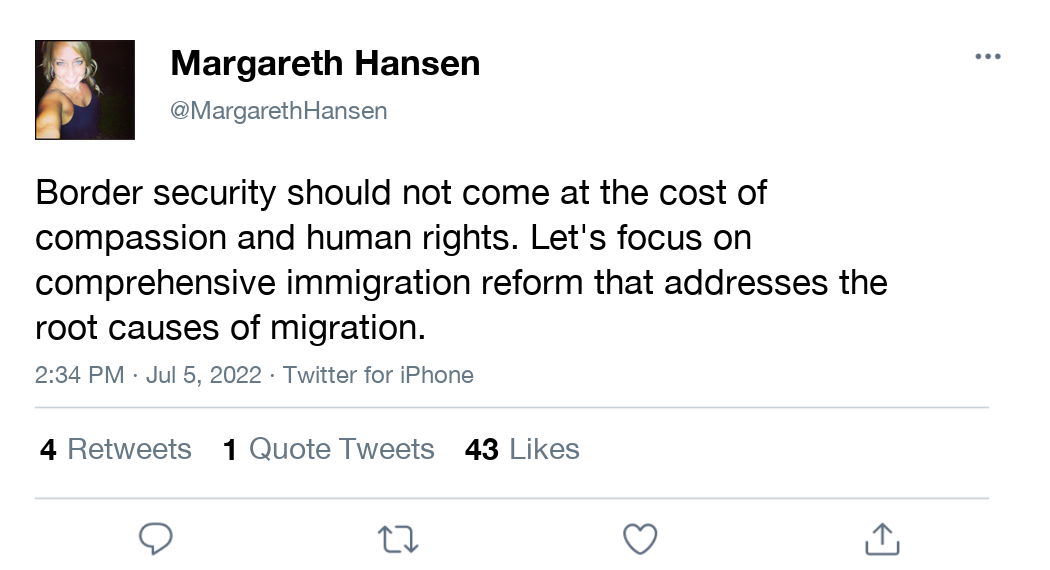 Margareth Hansen
@MargarethHansen
Border security should not come at the cost of
compassion and human rights. Let's focus on
comprehensive immigration reform that addresses the
root causes of migration.
2:34 PM · Jul 5, 2022 · Twitter for iPhone
4 Retweets 1 Quote Tweets 43 Likes